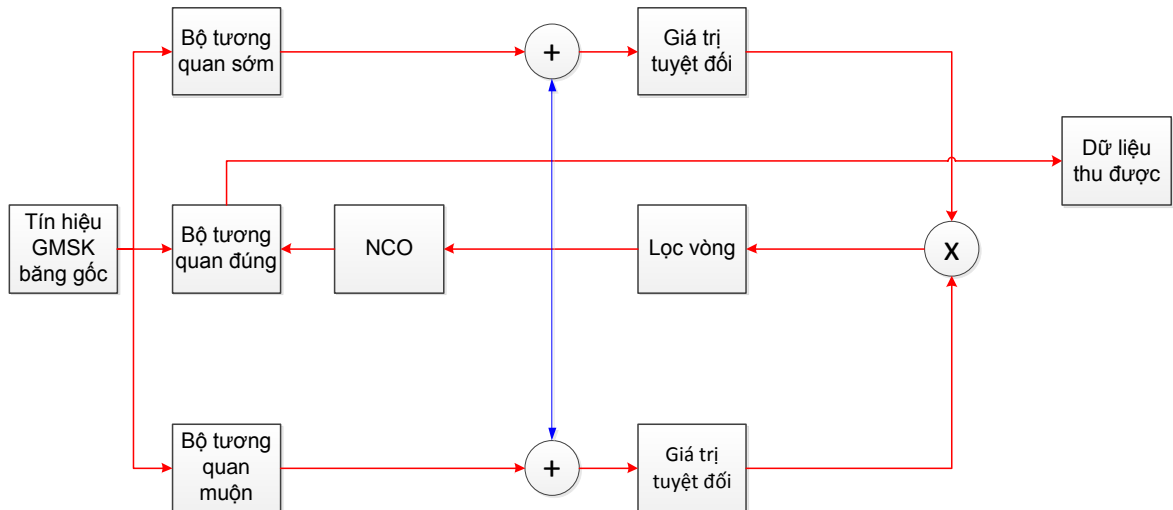 Bộ tương
quan sớm
+
Giá trị
tuyệt đối
Dữ liệu
thu được
Tín hiệu
GMSK
băng gốc
Bộ tương
quan đúng
NCO
Lọc vòng
X
Bộ tương
quan
muộn
+
Giá trị
tuyệt đối